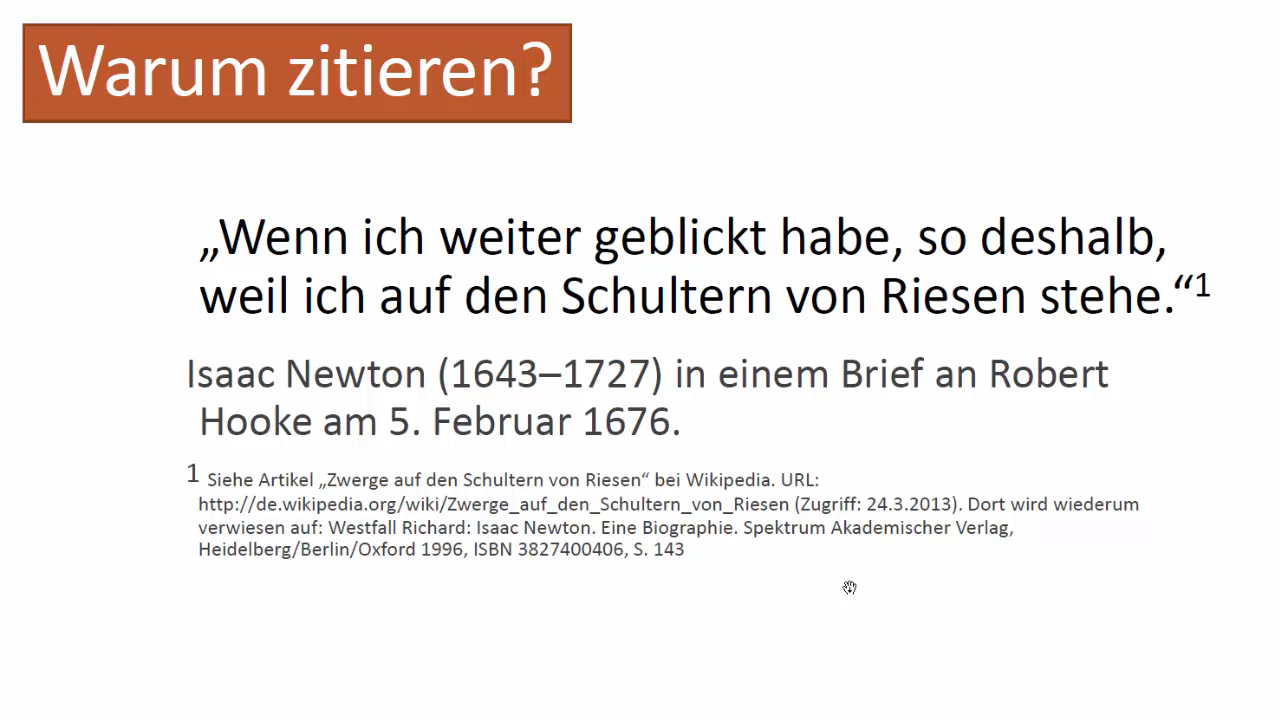 Warum zitieren?
„Wenn ich weiter geblickt habe, so deshalb,
weil ich auf den Schultern von Riesen stehe.“1
Isaac Newton (1643–1727) in einem Brief an Robert
Hooke am 5. Februar 1676.
1 Siehe Artikel „Zwerge auf den Schultern von Riesen“ bei Wikipedia. URL:
http://de.wikipedia.org/wiki/Zwerge_auf_den_Schultern_von_Riesen (Zugriff: 24.3.2013). Dort wird wiederum
verwiesen auf: Westfall Richard: Isaac Newton. Eine Biographie. Spektrum Akademischer Verlag,
Heidelberg/Berlin/Oxford 1996, ISBN 3827400406, S. 143